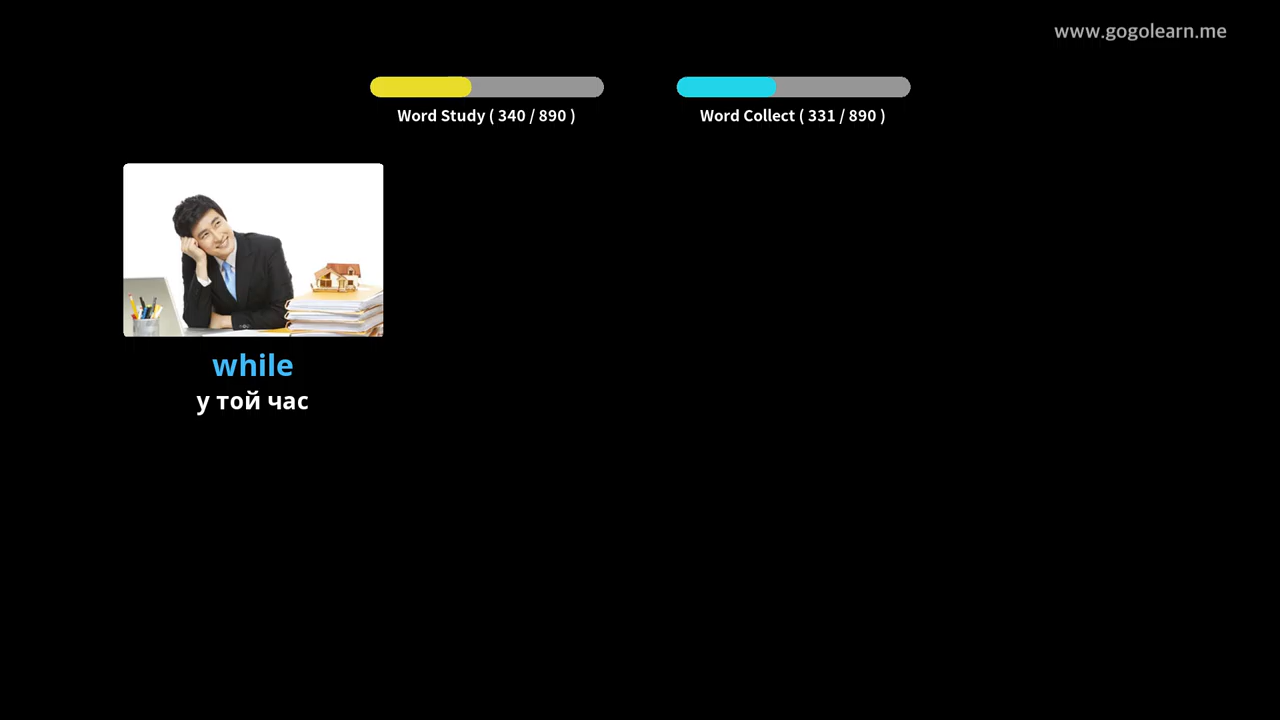 www.gogolearn.me
Word Study ( 340 / 890 )
Word Collect ( 331 / 890 )
while
у той час